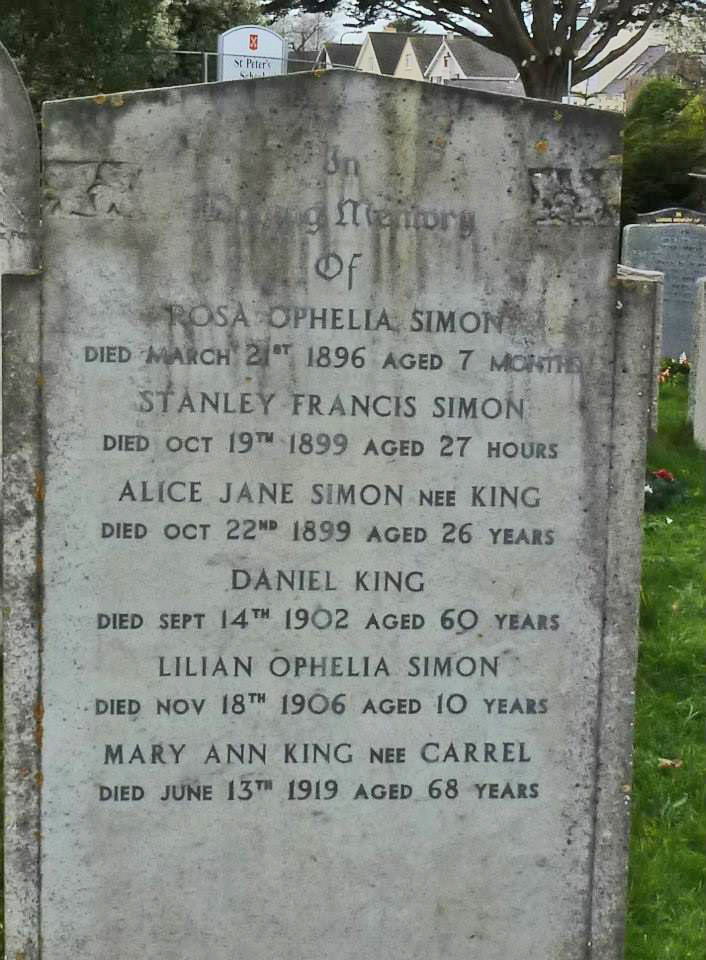 St Peter's
School
In
Loving Memory
Of
ROSA OPHELIA SIMON
DIED MARCH 21ST 1896 AGED 7 MONTHS
STANLEY FRANCIS SIMON
DIED OCT 19TH 1899 AGED 27 HOURS
ALICE JANE SIMON NEE KING
DIED OCT 22ND 1899 AGED 26 YEARS
DANIEL KING
DIED SEPT 14TH 1902 AGED 60 YEARS
LILIAN OPHELIA SIMON
DIED NOV 18TH 1906 AGED 10 YEARS
MARY ANN KING NEE CARREL
DIED JUNE 13TH 1919 AGED 68 YEARS